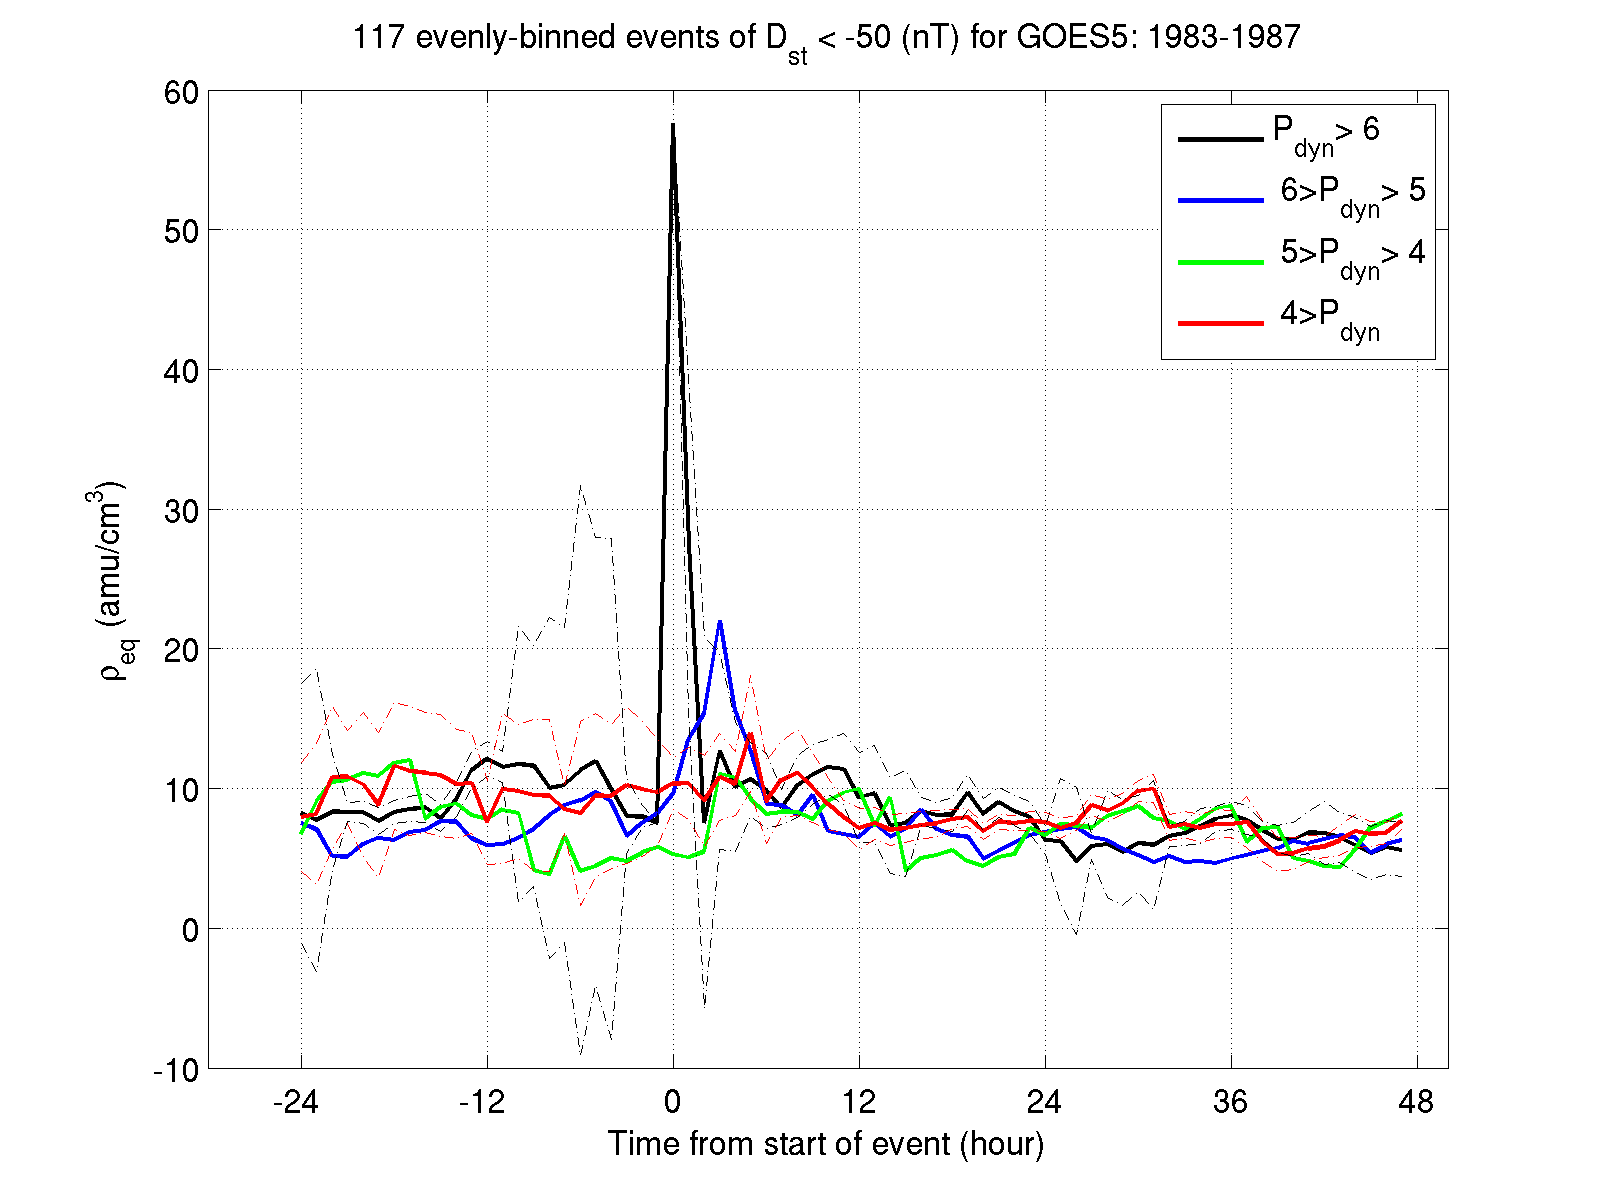 117 evenly-binned events of D_st < -50 (nT) for GOES5: 1983-1987
60
50
40
30
20
10
0
-10
ρ_eq (amu/cm^3)
P_dyn> 6
6>P_dyn> 5
5>P_dyn> 4
4>P_dyn
-24 -12 0 12 24 36 48
Time from start of event (hour)